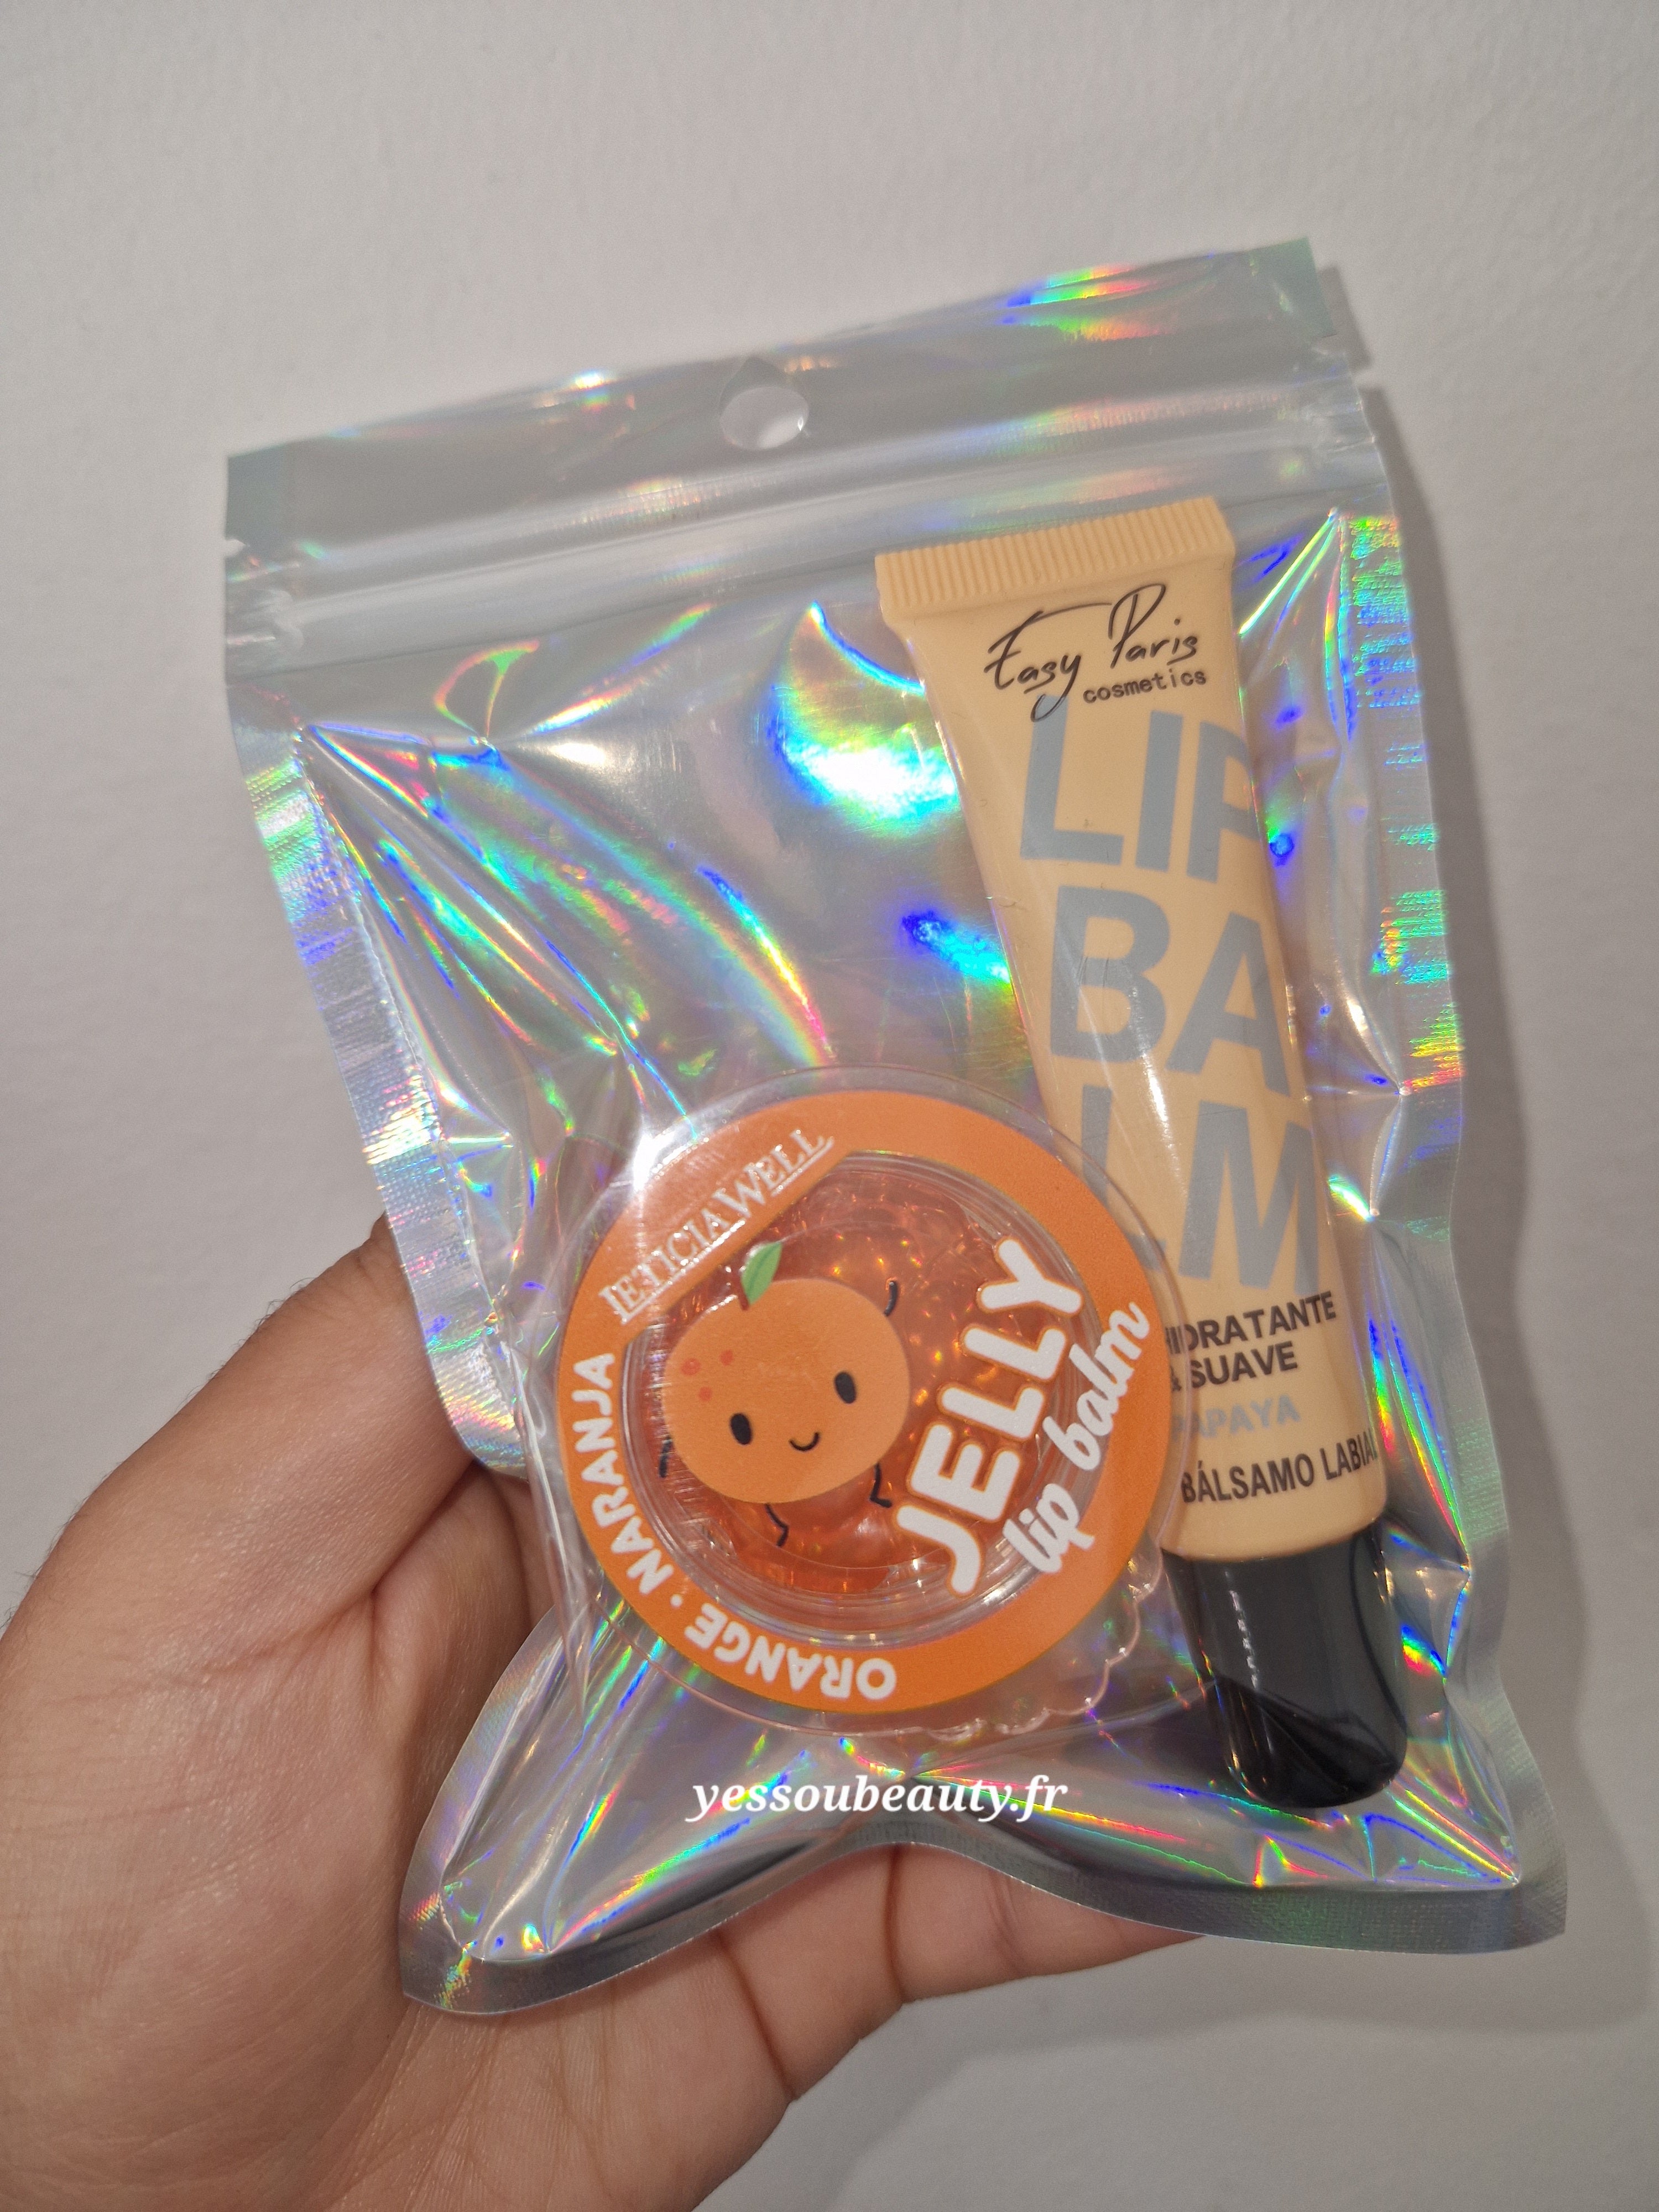 Easy Paris
cosmetics
LIP
BA
LM
HIDRATANTE
& SUAVE
PAPAYA
BÁLSAMO LABIAL
LETICIA WELL
JELLY
lip balm
ORANGE · NARANJA
yessoubeauty.fr